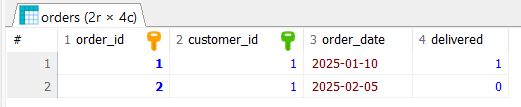 orders (2r × 4c)
# 1 order_id 2 customer_id 3 order_date 4 delivered
1 1 1 2025-01-10 1
2 2 1 2025-02-05 0